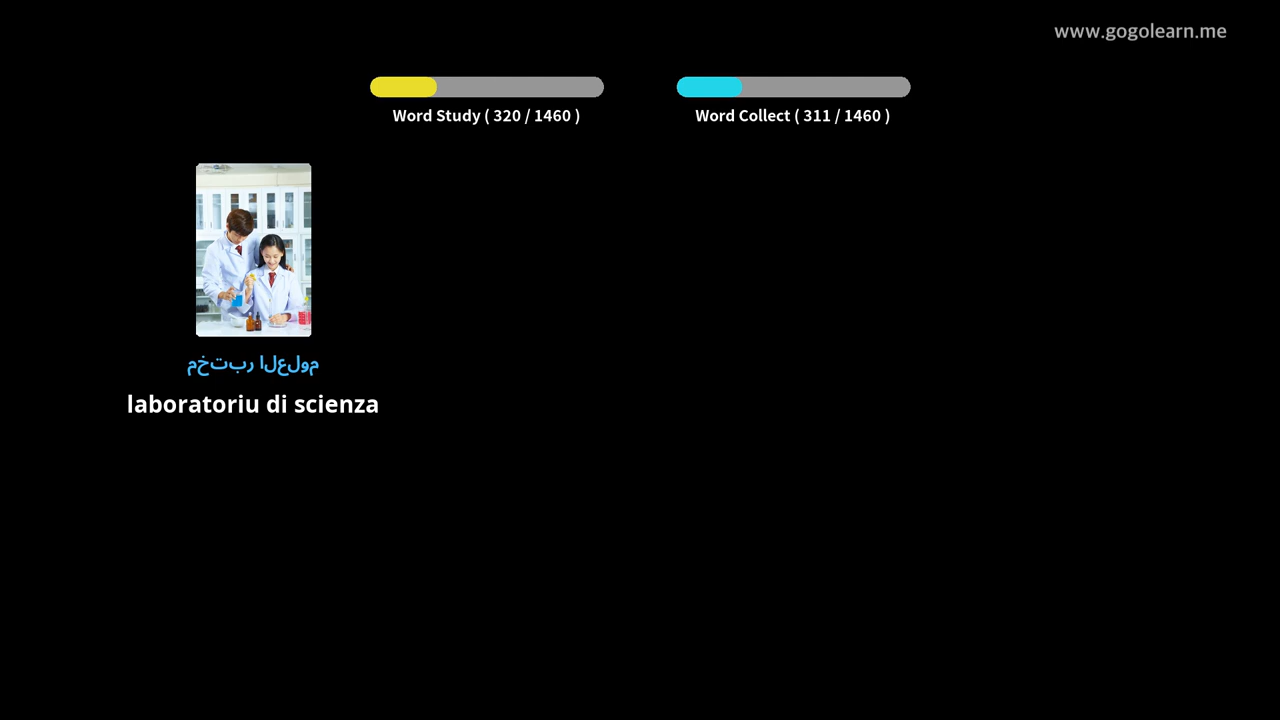 www.gogolearn.me
Word Study ( 320 / 1460 )
Word Collect ( 311 / 1460 )
مختبر العلوم
laboratoriu di scienza